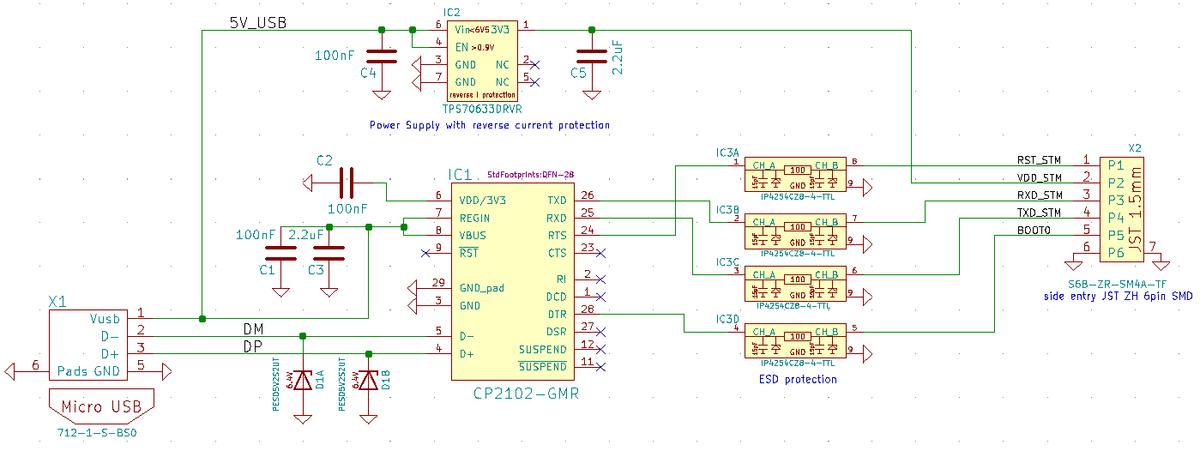 IC2
5V_USB
6 Vin<6V5 3V3 1
4 EN >0.9V
3 GND NC 2
7 GND NC 5
reverse I protection
TPS70633DRVR
100nF
C4
C5
2.2uF
Power Supply with reverse current protection
C2
100nF
IC1
StdFootprints:QFN-28
6 VDD/3V3 TXD 26
7 REGIN RXD 25
8 VBUS RTS 24
9 RST CTS 23
RI 2
29 GND_pad DCD 1
3 GND DTR 28
DSR 27
5 D- SUSPEND 12
4 D+ SUSPEND 11
CP2102-GMR
100nF 2.2uF
C1 C3
X1
Vusb 1
D- 2
D+ 3
6 Pads GND 5
Micro USB
712-1-S-BS0
DM
DP
PESD5V2S2UT
6.4V
D1A
PESD5V2S2UT
6.4V
D1B
IC3A
1 CH_A 100 CH_B 8
15pF GND 15pF 9
IP4254CZ8-4-TTL
IC3B
2 CH_A 100 CH_B 7
15pF GND 15pF 9
IP4254CZ8-4-TTL
IC3C
3 CH_A 100 CH_B 6
15pF GND 15pF 9
IP4254CZ8-4-TTL
IC3D
4 CH_A 100 CH_B 5
15pF GND 15pF 9
IP4254CZ8-4-TTL
ESD protection
X2
RST_STM 1 P1
VDD_STM 2 P2
RXD_STM 3 P3
TXD_STM 4 P4
BOOT0 5 P5
6 P6 7
JST 1.5mm
S6B-ZR-SM4A-TF
side entry JST ZH 6pin SMD